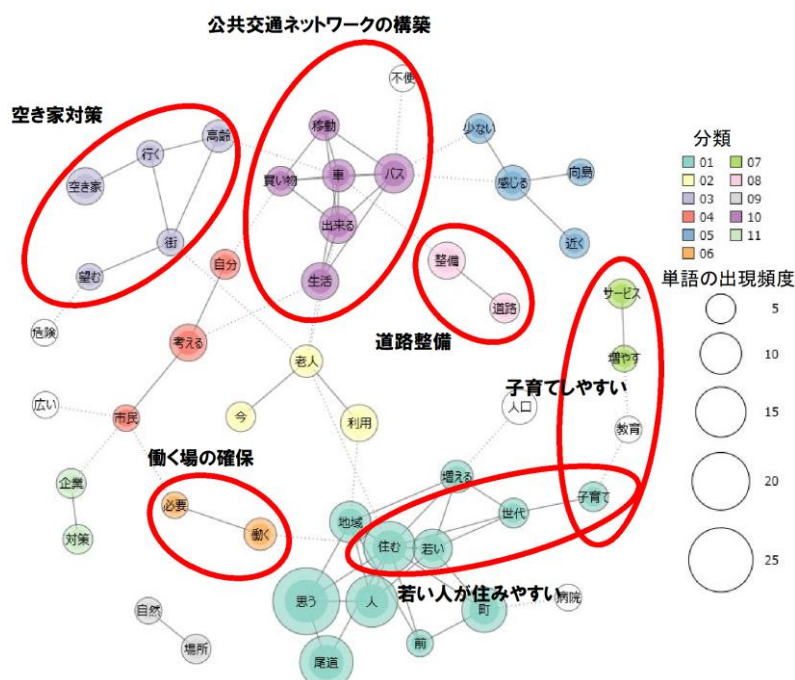 公共交通ネットワークの構築
空き家対策
不便
高齢
移動
少ない
行く
空き家
買い物
車
バス
感じる
向島
出来る
近く
街
望む
自分
生活
整備
道路
道路整備
危険
考える
老人
広い
市民
今
利用
働く場の確保
企業
対策
必要
働く
サービス
増やす
子育てしやすい
人口
教育
増える
子育て
世代
地域
住む
若い
若い人が住みやすい
思う
人
町
病院
前
尾道
自然
場所
分類
01 07
02 08
03 09
04 10
05 11
06
単語の出現頻度
5
10
15
20
25